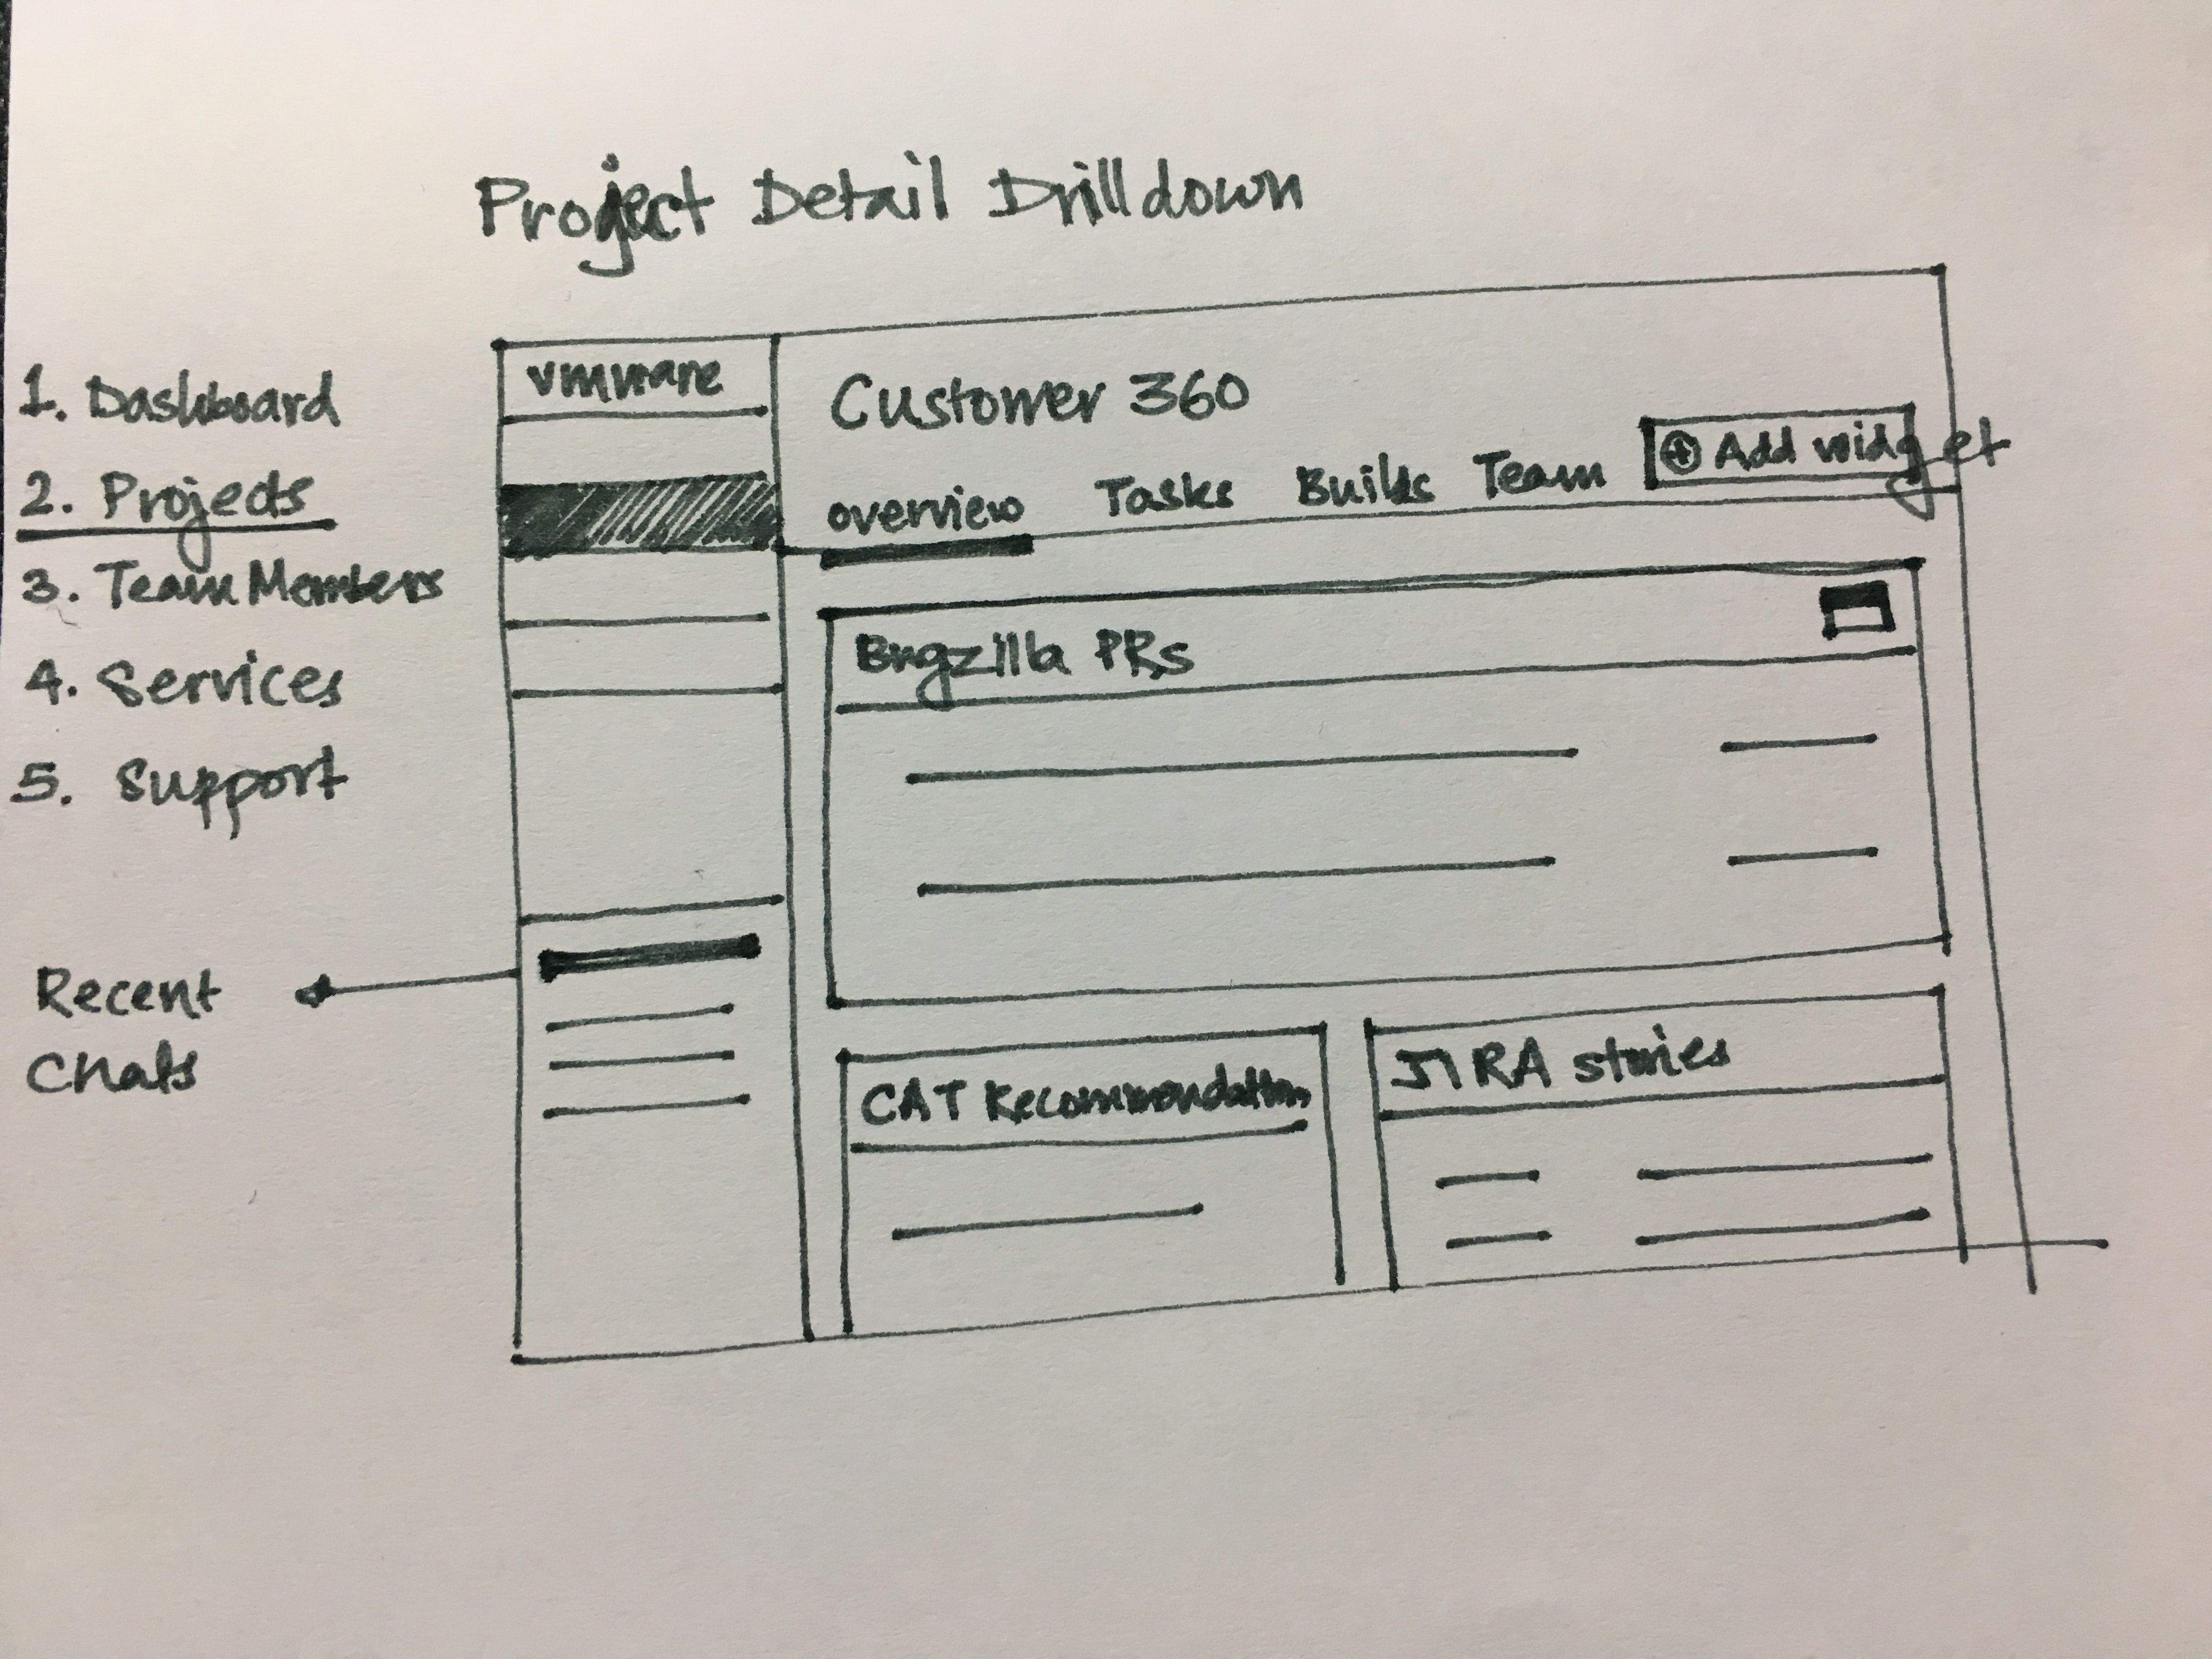 Project Detail Drilldown
1. Dashboard
2. Projects
3. Team Members
4. Services
5. Support
Recent
Chats
vmware
Customer 360
overview Tasks Builds Team + Add widget
Bugzilla PRs
CAT Recommendations
JIRA stories